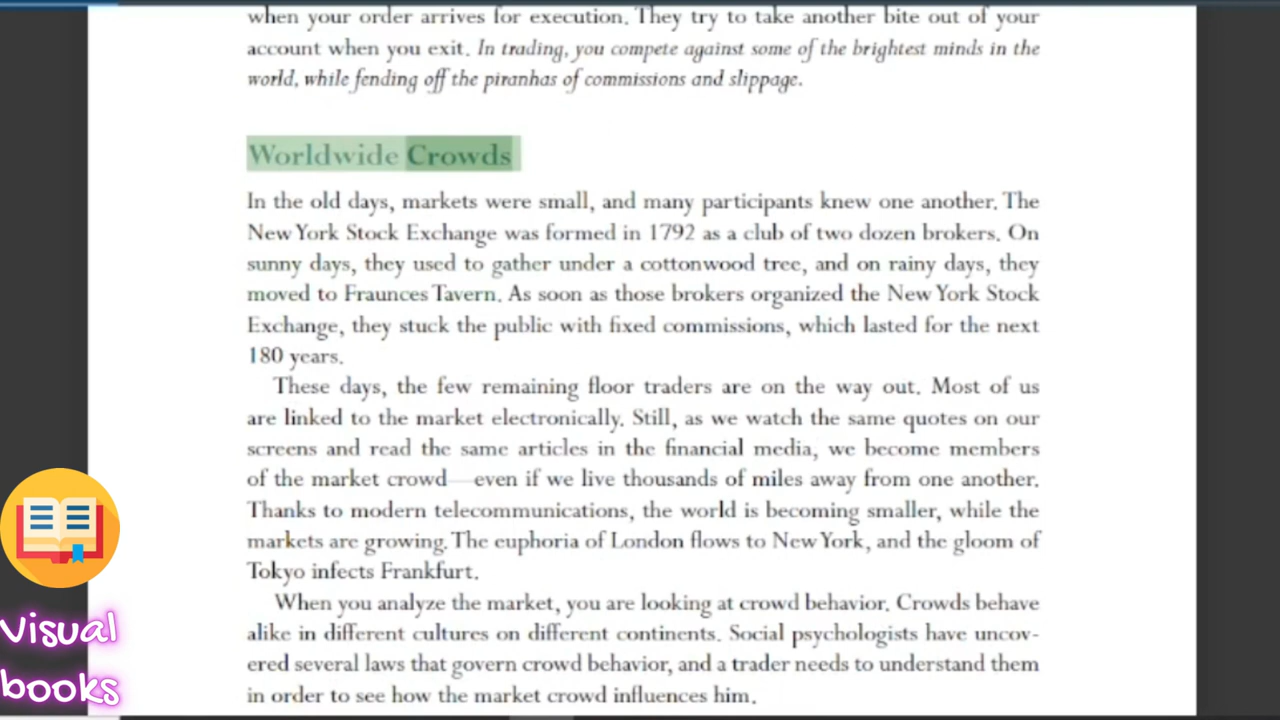 when your order arrives for execution. They try to take another bite out of your
account when you exit. In trading, you compete against some of the brightest minds in the
world, while fending off the piranhas of commissions and slippage.
Worldwide Crowds
In the old days, markets were small, and many participants knew one another. The
New York Stock Exchange was formed in 1792 as a club of two dozen brokers. On
sunny days, they used to gather under a cottonwood tree, and on rainy days, they
moved to Fraunces Tavern. As soon as those brokers organized the New York Stock
Exchange, they stuck the public with fixed commissions, which lasted for the next
180 years.
These days, the few remaining floor traders are on the way out. Most of us
are linked to the market electronically. Still, as we watch the same quotes on our
screens and read the same articles in the financial media, we become members
of the market crowd—even if we live thousands of miles away from one another.
Thanks to modern telecommunications, the world is becoming smaller, while the
markets are growing. The euphoria of London flows to New York, and the gloom of
Tokyo infects Frankfurt.
When you analyze the market, you are looking at crowd behavior. Crowds behave
alike in different cultures on different continents. Social psychologists have uncov-
ered several laws that govern crowd behavior, and a trader needs to understand them
in order to see how the market crowd influences him.
Visual
books